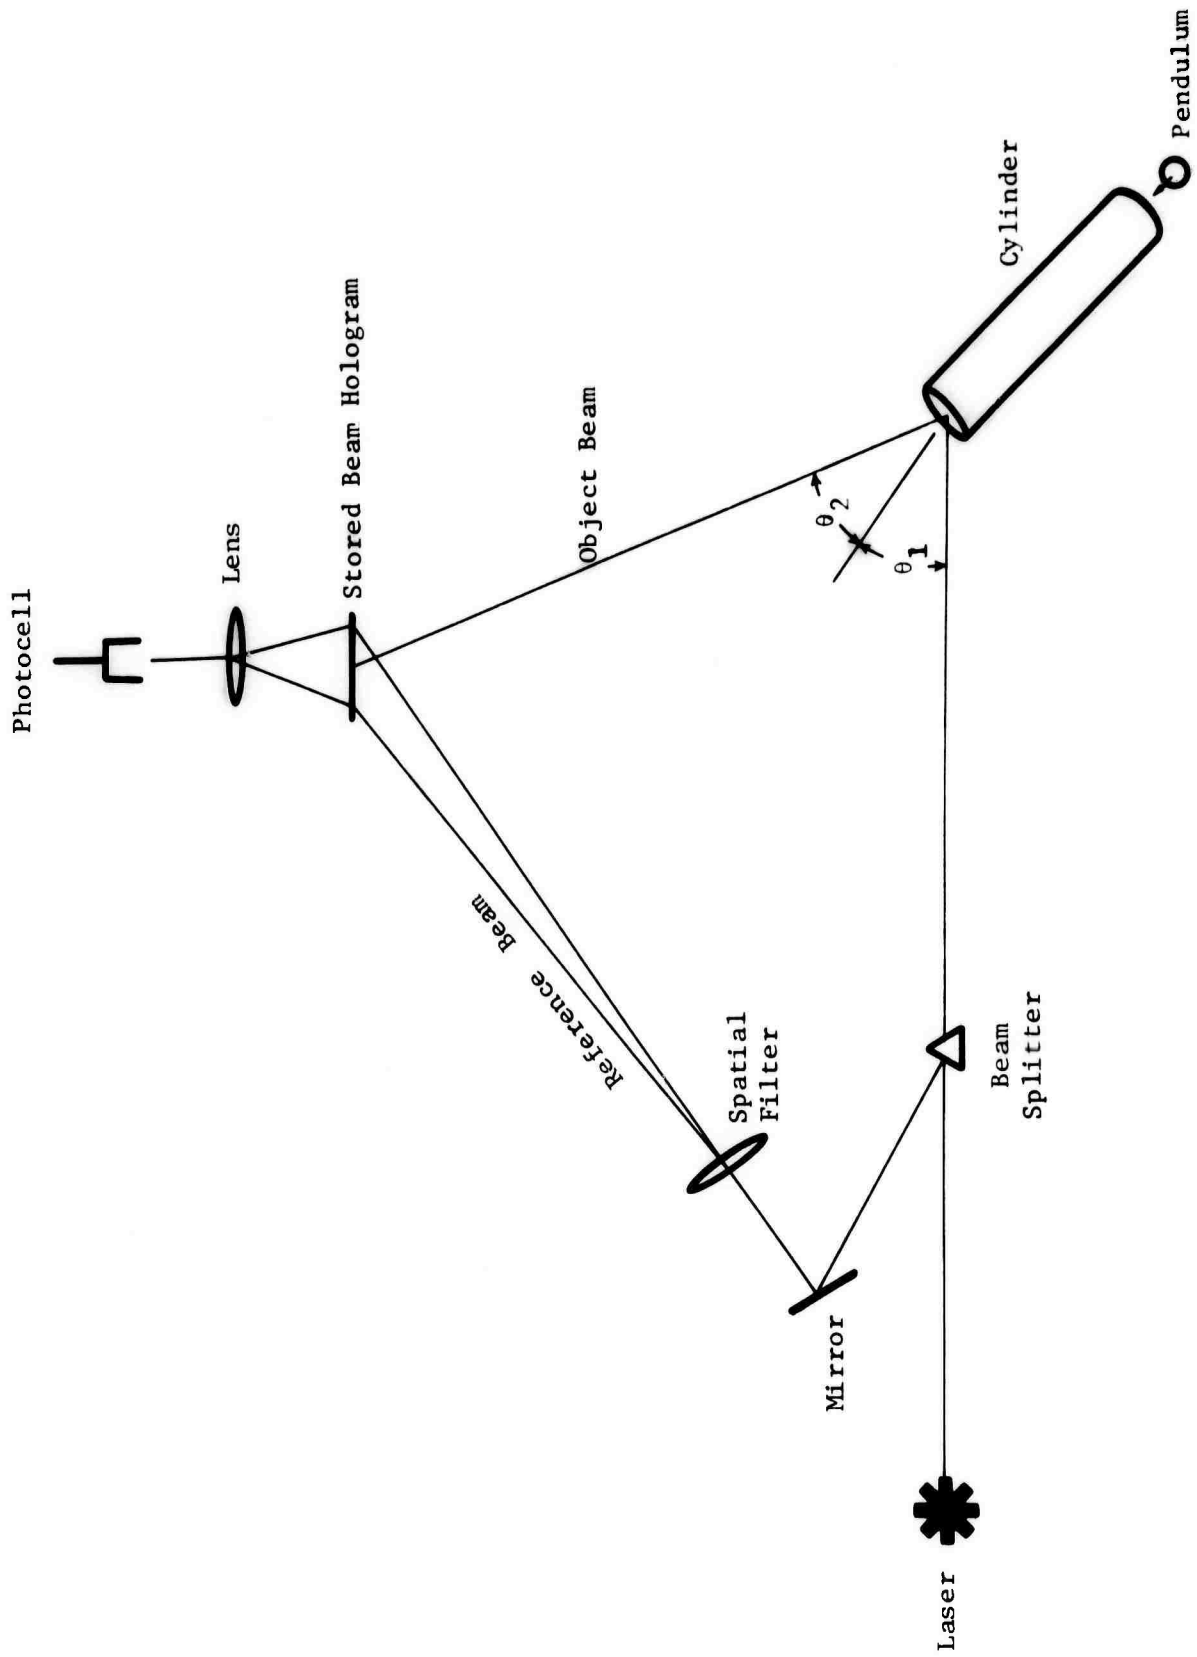 Photocell
Lens
Stored Beam Hologram
Object Beam
θ2
θ1
Cylinder
Pendulum
Reference Beam
Spatial
Filter
Mirror
Beam
Splitter
Laser